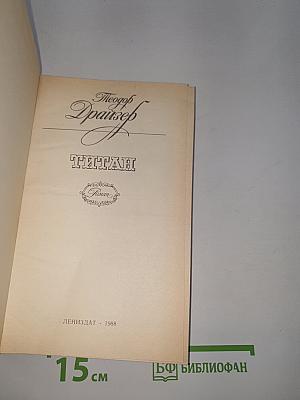 Теодор
Драйзер
ТИТАН
Роман
ЛЕНИЗДАТ - 1988
15 см
БФ БИБЛИОФАН